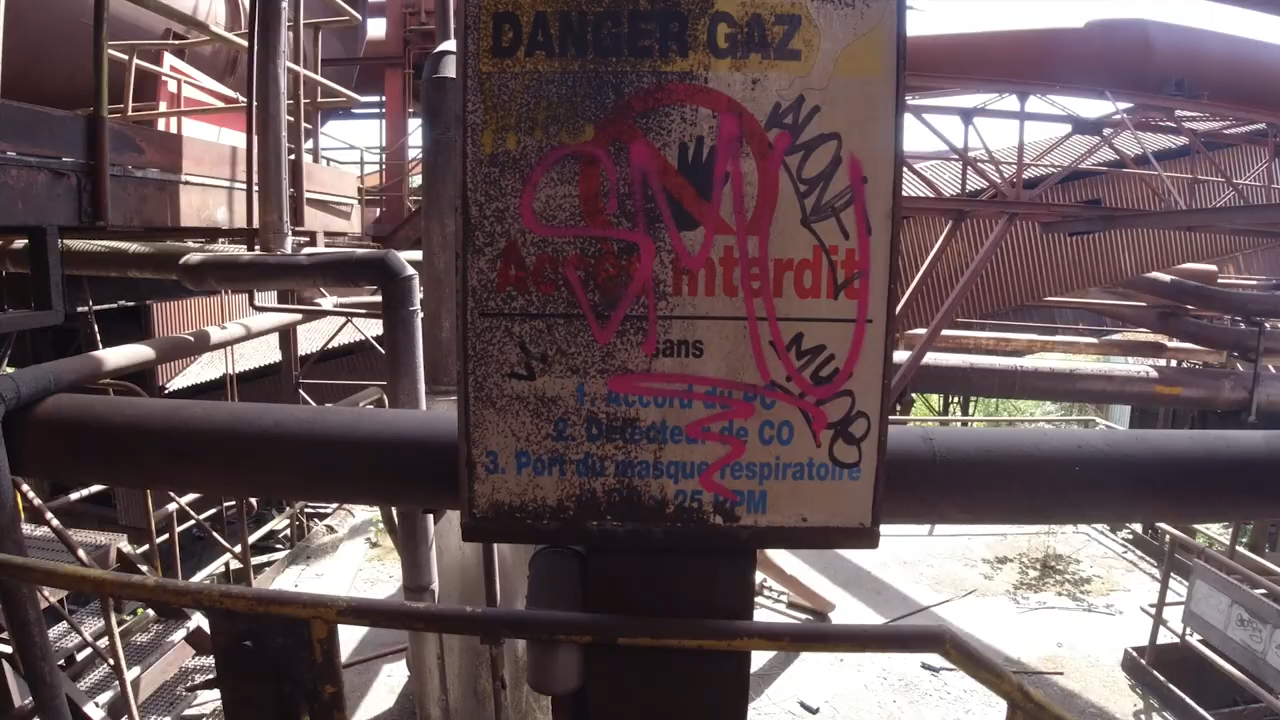 DANGER GAZ
Accès interdit
sans
1. Accord du PC
2. Détecteur de CO
3. Port du masque respiratoire
25 PPM